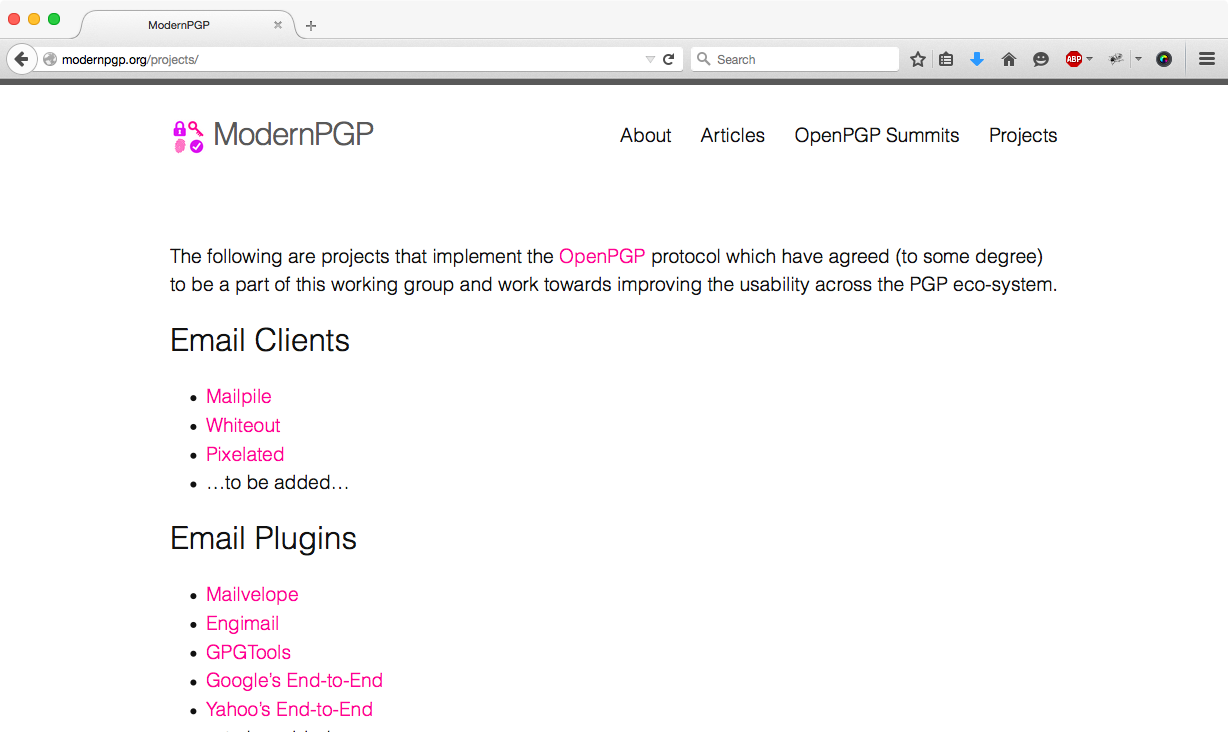 ModernPGP
modernpgp.org/projects/
Search
ABP
ModernPGP
About Articles OpenPGP Summits Projects
The following are projects that implement the OpenPGP protocol which have agreed (to some degree)
to be a part of this working group and work towards improving the usability across the PGP eco-system.
Email Clients
Mailpile
Whiteout
Pixelated
…to be added…
Email Plugins
Mailvelope
Engimail
GPGTools
Google’s End-to-End
Yahoo’s End-to-End